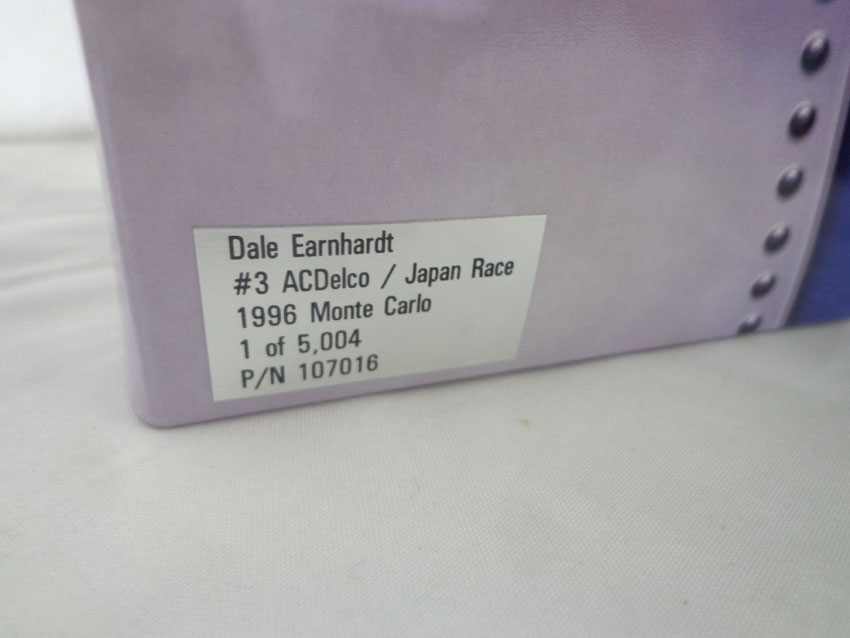 Dale Earnhardt
#3 ACDelco / Japan Race
1996 Monte Carlo
1 of 5,004
P/N 107016